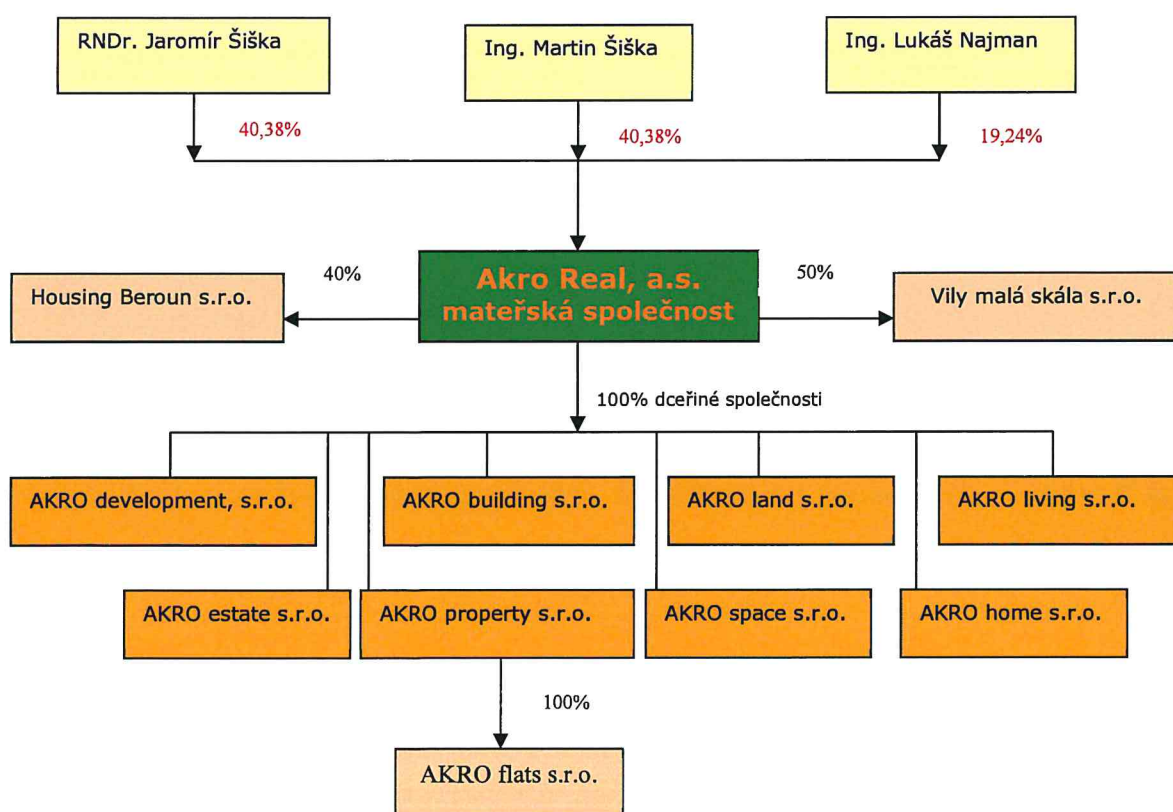 RNDr. Jaromír Šiška
Ing. Martin Šiška
Ing. Lukáš Najman
40,38%
40,38%
19,24%
Akro Real, a.s.
mateřská společnost
40%
50%
Housing Beroun s.r.o.
Vily malá skála s.r.o.
100% dceřiné společnosti
AKRO development, s.r.o.
AKRO building s.r.o.
AKRO land s.r.o.
AKRO living s.r.o.
AKRO estate s.r.o.
AKRO property s.r.o.
AKRO space s.r.o.
AKRO home s.r.o.
100%
AKRO flats s.r.o.